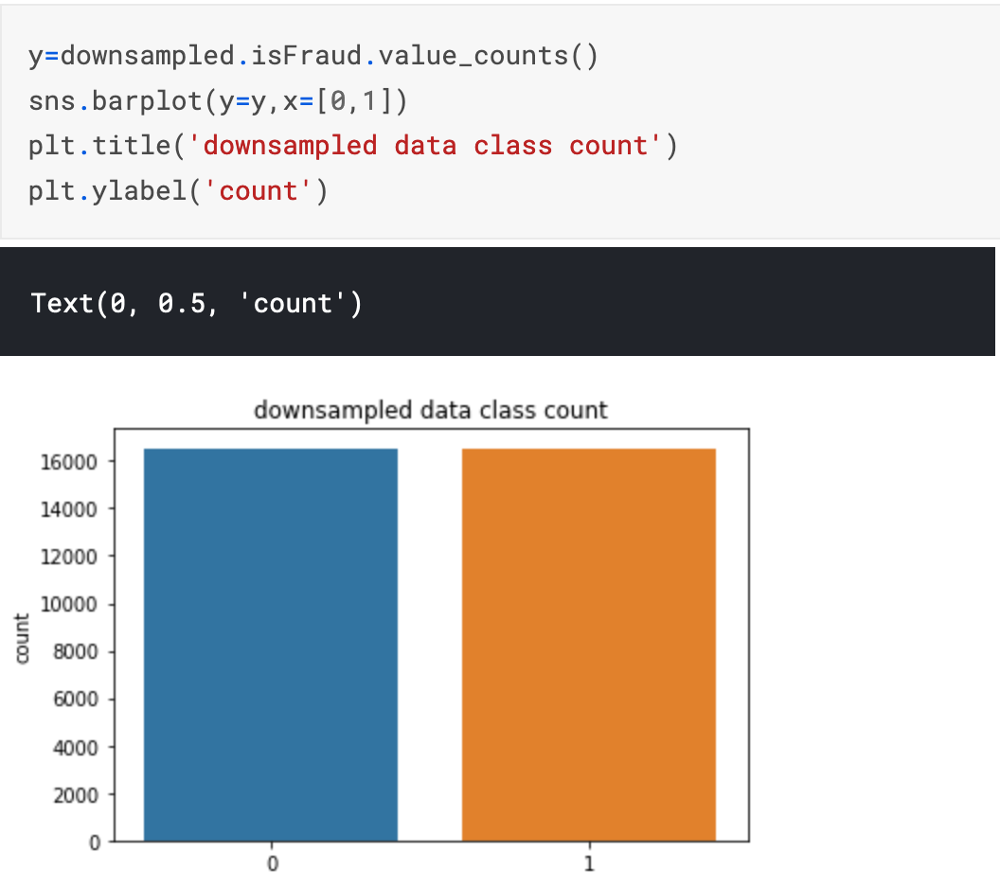 y=downsampled.isFraud.value_counts()
sns.barplot(y=y,x=[0,1])
plt.title('downsampled data class count')
plt.ylabel('count')
Text(0, 0.5, 'count')
downsampled data class count
16000
14000
12000
10000
8000
6000
4000
2000
0
count
0 1